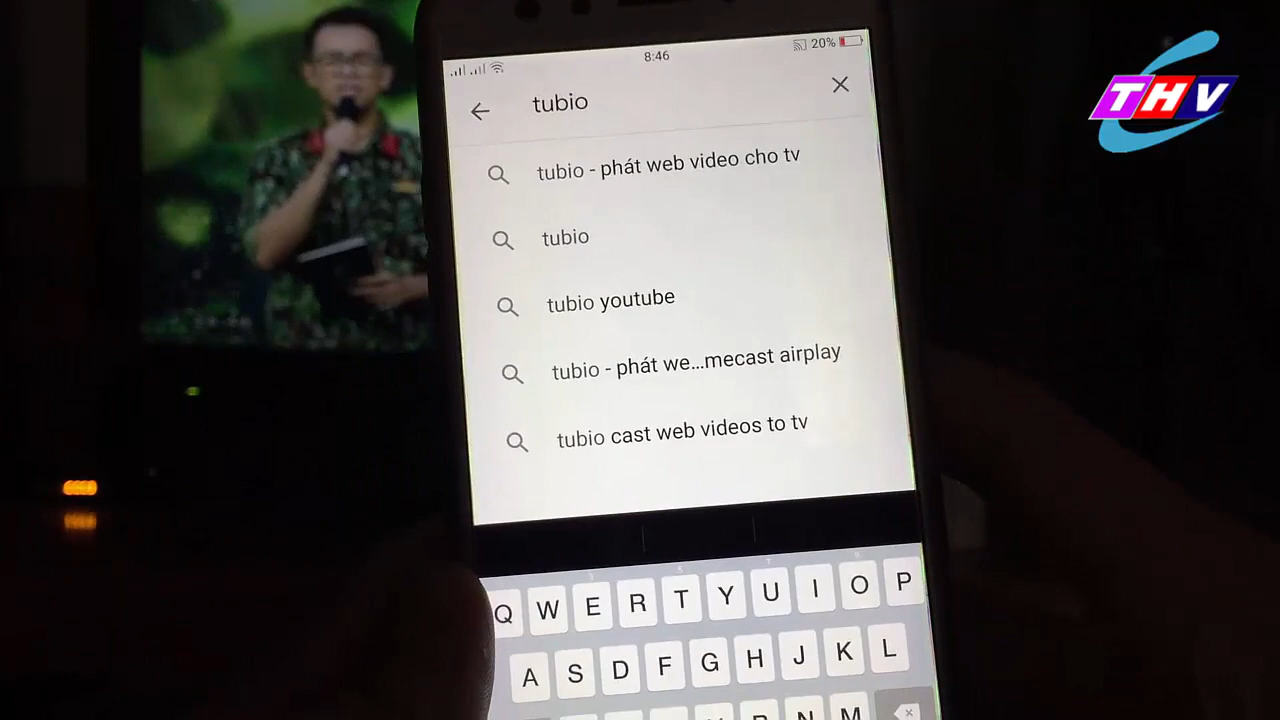 8:46
20%
THV
tubio
tubio - phát web video cho tv
tubio
tubio youtube
tubio - phát we...mecast airplay
tubio cast web videos to tv
Q W E R T Y U I O P
A S D F G H J K L
N M